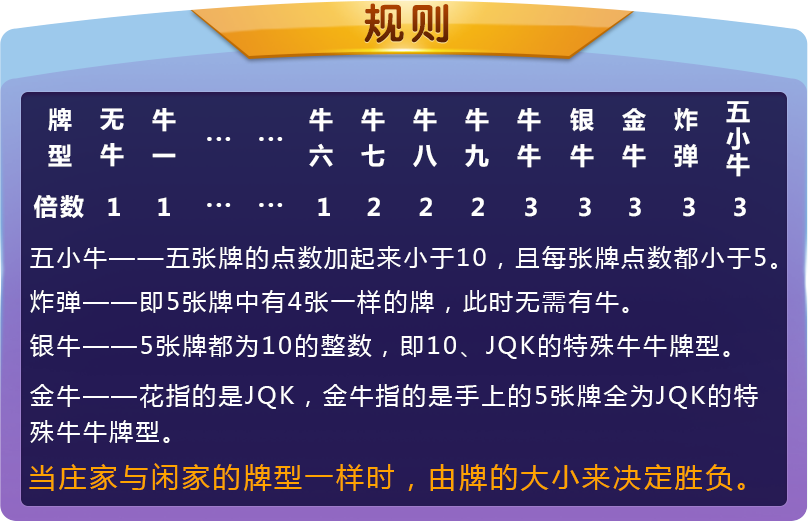 规则
牌型 无牛 牛一 … … 牛六 牛七 牛八 牛九 牛牛 银牛 金牛 炸弹 五小牛
倍数 1 1 … … 1 2 2 2 3 3 3 3 3
五小牛——五张牌的点数加起来小于10，且每张牌点数都小于5。
炸弹——即5张牌中有4张一样的牌，此时无需有牛。
银牛——5张牌都为10的整数，即10、JQK的特殊牛牛牌型。
金牛——花指的是JQK，金牛指的是手上的5张牌全为JQK的特
殊牛牛牌型。
当庄家与闲家的牌型一样时，由牌的大小来决定胜负。